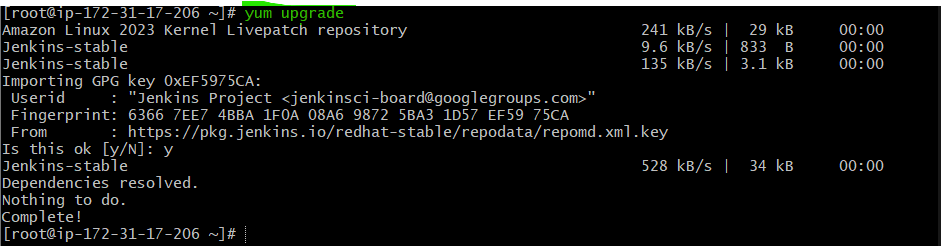 [root@ip-172-31-17-206 ~]# yum upgrade
Amazon Linux 2023 Kernel Livepatch repository 241 kB/s | 29 kB 00:00
Jenkins-stable 9.6 kB/s | 833 B 00:00
Jenkins-stable 135 kB/s | 3.1 kB 00:00
Importing GPG key 0xEF5975CA:
Userid : "Jenkins Project <jenkinsci-board@googlegroups.com>"
Fingerprint: 6366 7EE7 4BBA 1F0A 08A6 9872 5BA3 1D57 EF59 75CA
From : https://pkg.jenkins.io/redhat-stable/repodata/repomd.xml.key
Is this ok [y/N]: y
Jenkins-stable 528 kB/s | 34 kB 00:00
Dependencies resolved.
Nothing to do.
Complete!
[root@ip-172-31-17-206 ~]#